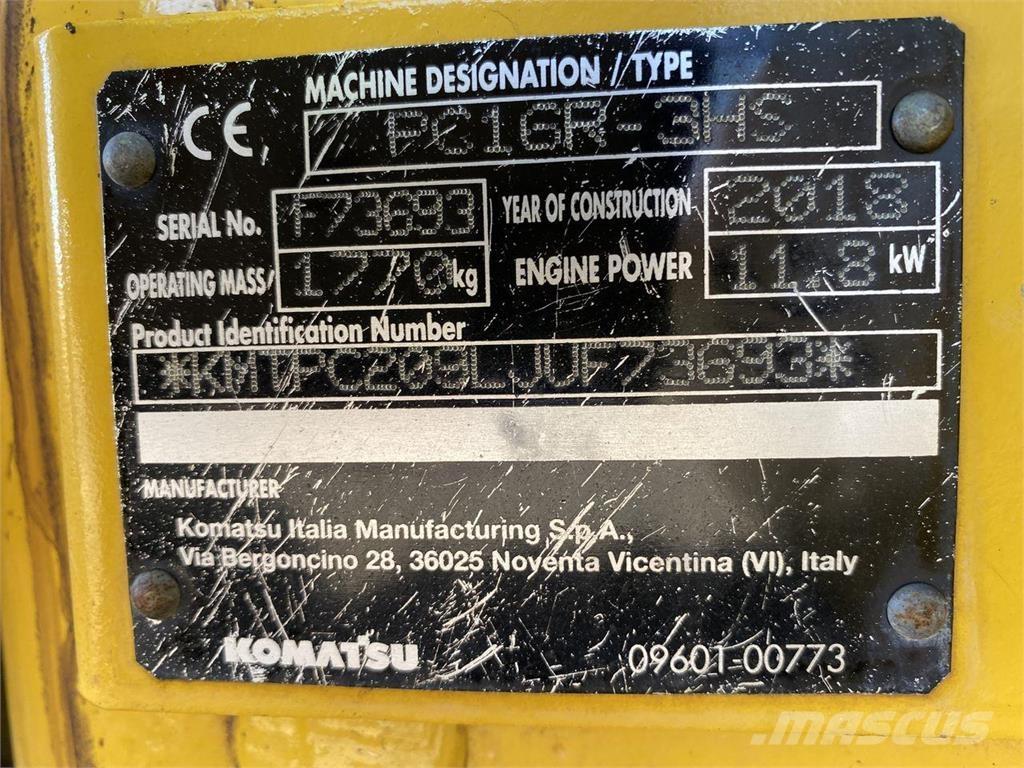 CE
MACHINE DESIGNATION / TYPE
PC16R-3HS
SERIAL No. F73693 YEAR OF CONSTRUCTION 2018
OPERATING MASS 1770 kg ENGINE POWER 11,8 kW
Product Identification Number
*KMTPC209LJUF73693*
MANUFACTURER
Komatsu Italia Manufacturing S.p.A.,
Via Bergoncino 28, 36025 Noventa Vicentina (VI), Italy
KOMATSU 09601-00773
mascus